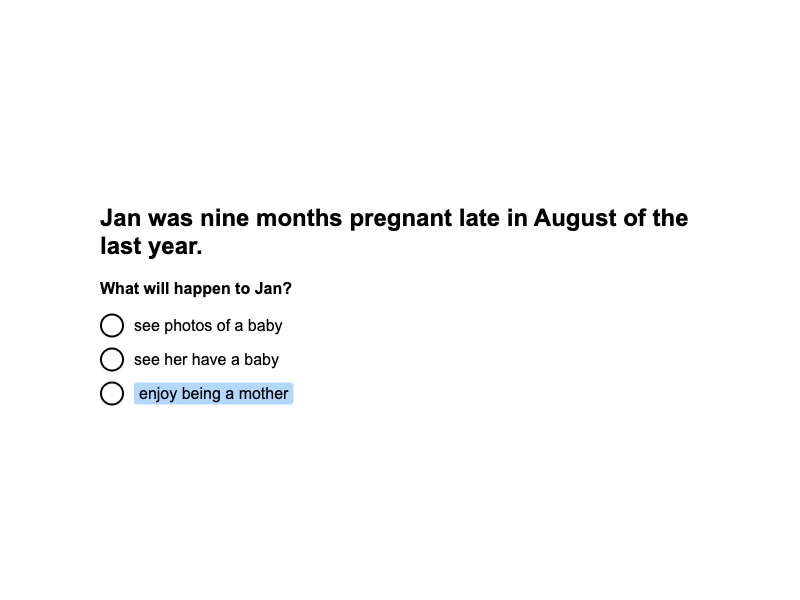 Jan was nine months pregnant late in August of the
last year.
What will happen to Jan?
see photos of a baby
see her have a baby
enjoy being a mother